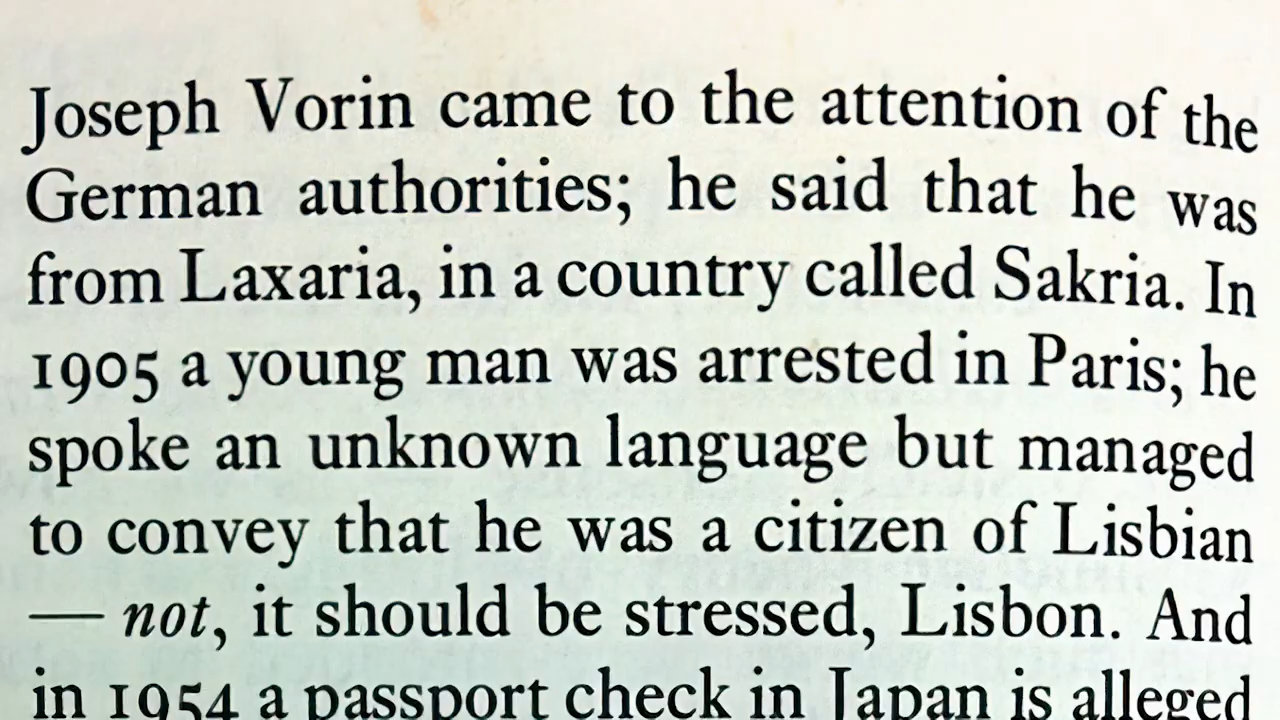 Joseph Vorin came to the attention of the
German authorities; he said that he was
from Laxaria, in a country called Sakria. In
1905 a young man was arrested in Paris; he
spoke an unknown language but managed
to convey that he was a citizen of Lisbian
— not, it should be stressed, Lisbon. And
in 1954 a passport check in Japan is alleged